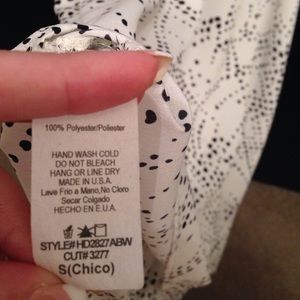 100% Polyester/Poliester
HAND WASH COLD
DO NOT BLEACH
HANG OR LINE DRY
MADE IN U.S.A.
Lave Frio a Mano,No Cloro
Secar Colgado
HECHO EN E.U.A.
STYLE# HD2827ABW
CUT# 3277
S(Chico)